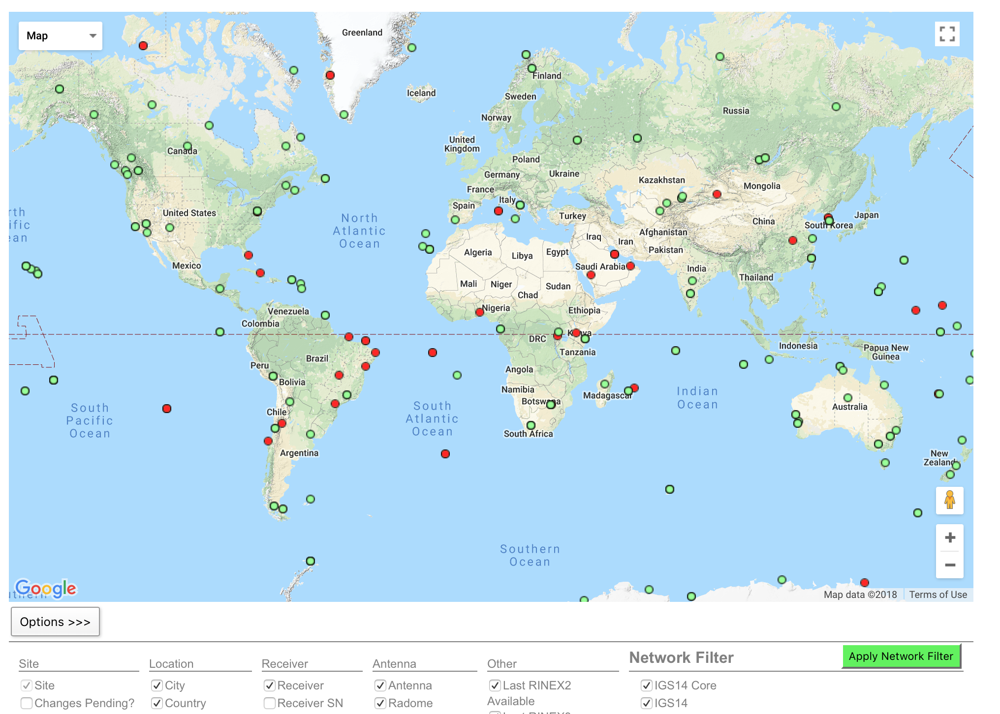 Map
Greenland
Iceland
Finland
Sweden
Norway
Russia
United
Kingdom
Canada
Poland
Germany
Ukraine
France
Kazakhstan
Mongolia
Italy
Spain
United States
North
Atlantic
Ocean
Turkey
China
Japan
South Korea
Afghanistan
Iraq
Iran
Pakistan
Algeria
Libya
Egypt
Mexico
Saudi Arabia
India
Thailand
Mali
Niger
Sudan
Chad
Nigeria
Ethiopia
Venezuela
Colombia
DRC
Kenya
Tanzania
Indonesia
Papua New
Guinea
Brazil
Peru
Bolivia
Angola
Namibia
Botswana
Madagascar
Indian
Ocean
Australia
South
Pacific
Ocean
Chile
South
Atlantic
Ocean
South Africa
Argentina
New
Zealand
Southern
Ocean
Google
Map data ©2018
Terms of Use
Options >>>
Site
Location
Receiver
Antenna
Other
Network Filter
Apply Network Filter
Site
City
Receiver
Antenna
Last RINEX2
Available
IGS14 Core
Changes Pending?
Country
Receiver SN
Radome
IGS14